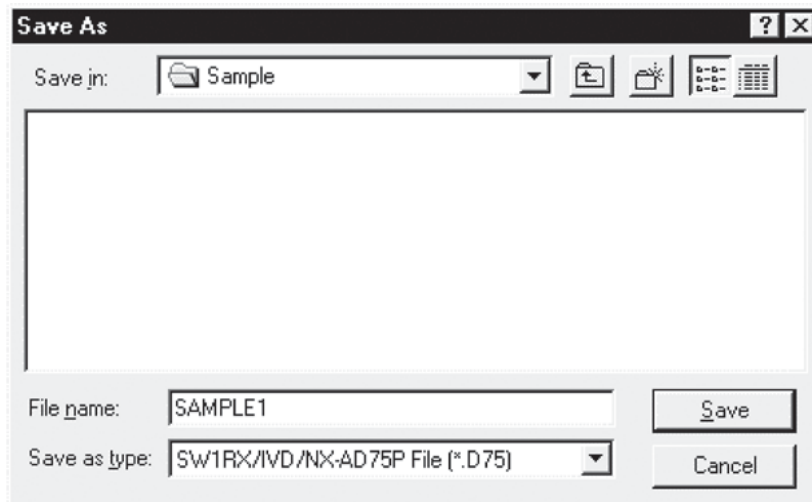 Save As
Save in: Sample
File name: SAMPLE1
Save
Save as type: SW1RX/IVD/NX-AD75P File (*.D75)
Cancel